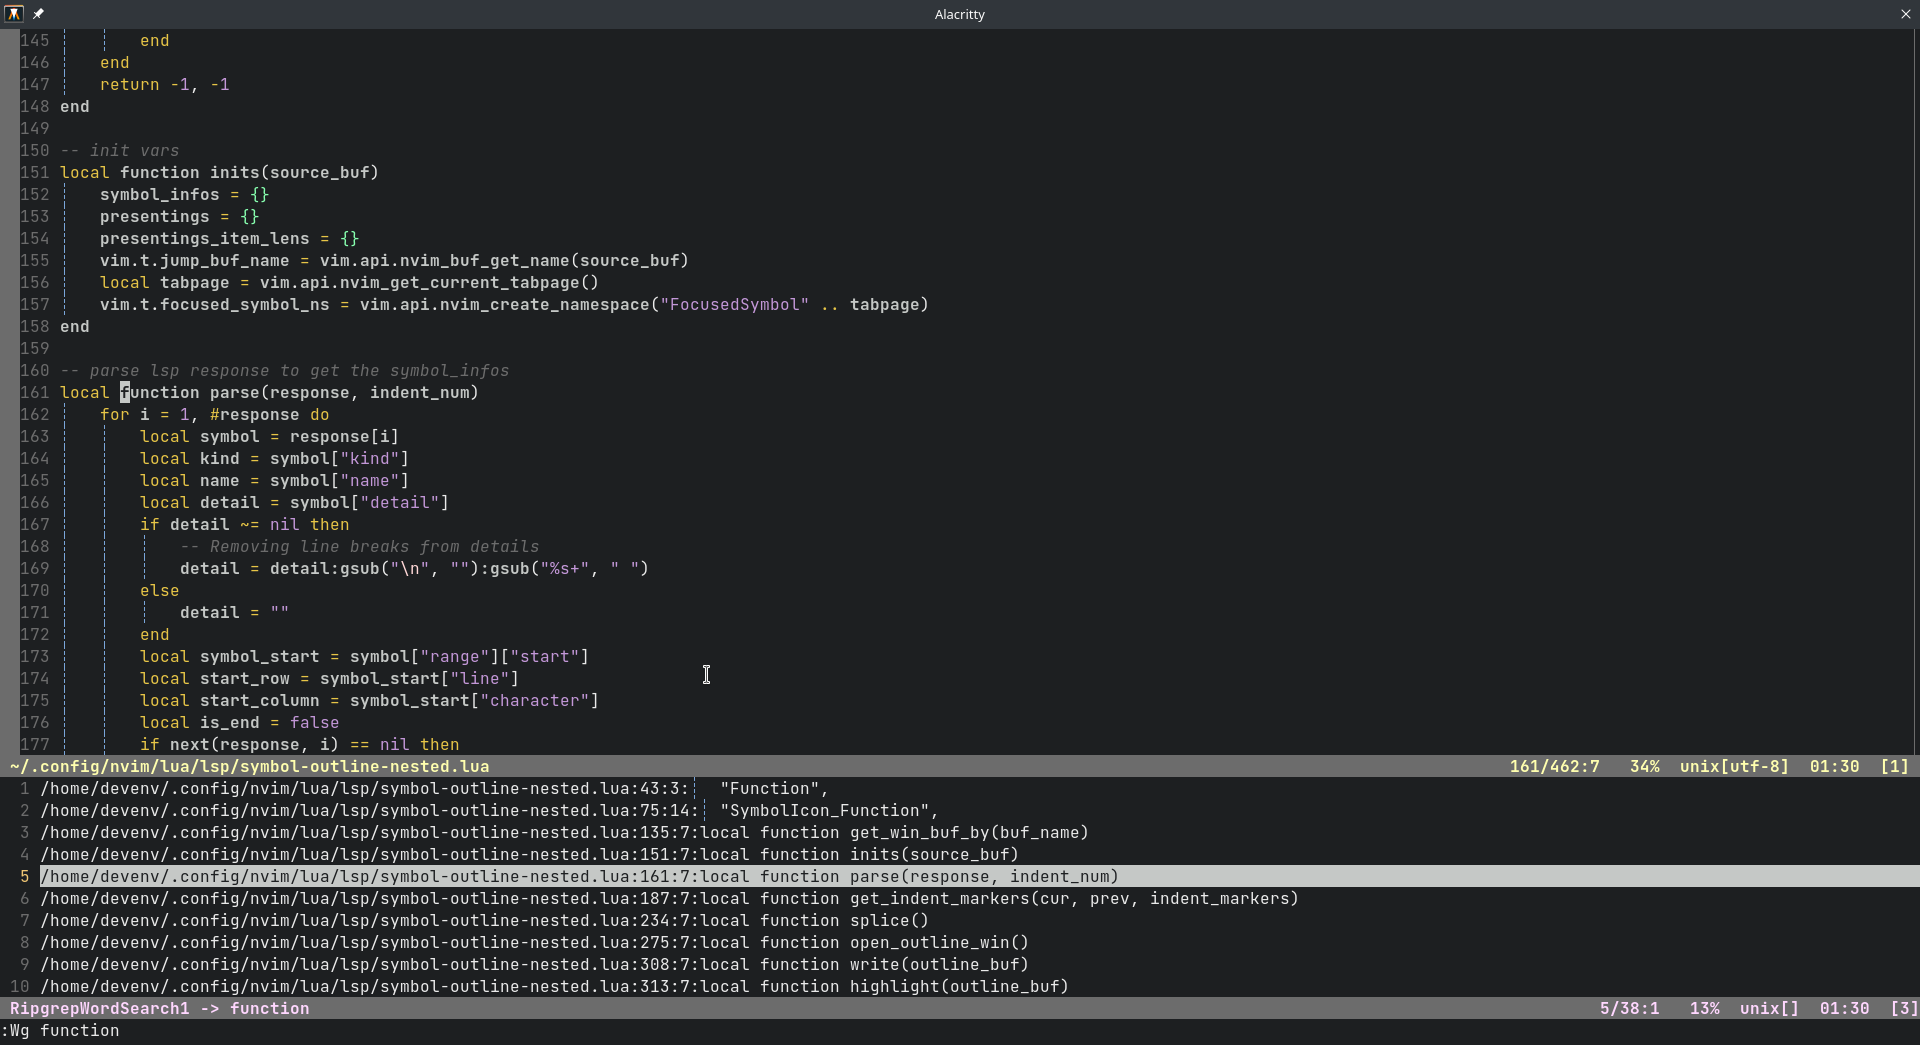 Alacritty
145 end
146 end
147 return -1, -1
148 end
149
150 -- init vars
151 local function inits(source_buf)
152 symbol_infos = {}
153 presentings = {}
154 presentings_item_lens = {}
155 vim.t.jump_buf_name = vim.api.nvim_buf_get_name(source_buf)
156 local tabpage = vim.api.nvim_get_current_tabpage()
157 vim.t.focused_symbol_ns = vim.api.nvim_create_namespace("FocusedSymbol" .. tabpage)
158 end
159
160 -- parse lsp response to get the symbol_infos
161 local function parse(response, indent_num)
162 for i = 1, #response do
163 local symbol = response[i]
164 local kind = symbol["kind"]
165 local name = symbol["name"]
166 local detail = symbol["detail"]
167 if detail ~= nil then
168 -- Removing line breaks from details
169 detail = detail:gsub("\n", ""):gsub("%s+", " ")
170 else
171 detail = ""
172 end
173 local symbol_start = symbol["range"]["start"]
174 local start_row = symbol_start["line"]
175 local start_column = symbol_start["character"]
176 local is_end = false
177 if next(response, i) == nil then
~/.config/nvim/lua/lsp/symbol-outline-nested.lua 161/462:7 34% unix[utf-8] 01:30 [1]
1 /home/devenv/.config/nvim/lua/lsp/symbol-outline-nested.lua:43:3: "Function",
2 /home/devenv/.config/nvim/lua/lsp/symbol-outline-nested.lua:75:14: "SymbolIcon_Function",
3 /home/devenv/.config/nvim/lua/lsp/symbol-outline-nested.lua:135:7:local function get_win_buf_by(buf_name)
4 /home/devenv/.config/nvim/lua/lsp/symbol-outline-nested.lua:151:7:local function inits(source_buf)
5 /home/devenv/.config/nvim/lua/lsp/symbol-outline-nested.lua:161:7:local function parse(response, indent_num)
6 /home/devenv/.config/nvim/lua/lsp/symbol-outline-nested.lua:187:7:local function get_indent_markers(cur, prev, indent_markers)
7 /home/devenv/.config/nvim/lua/lsp/symbol-outline-nested.lua:234:7:local function splice()
8 /home/devenv/.config/nvim/lua/lsp/symbol-outline-nested.lua:275:7:local function open_outline_win()
9 /home/devenv/.config/nvim/lua/lsp/symbol-outline-nested.lua:308:7:local function write(outline_buf)
10 /home/devenv/.config/nvim/lua/lsp/symbol-outline-nested.lua:313:7:local function highlight(outline_buf)
RipgrepWordSearch1 -> function 5/38:1 13% unix[] 01:30 [3]
:Wg function